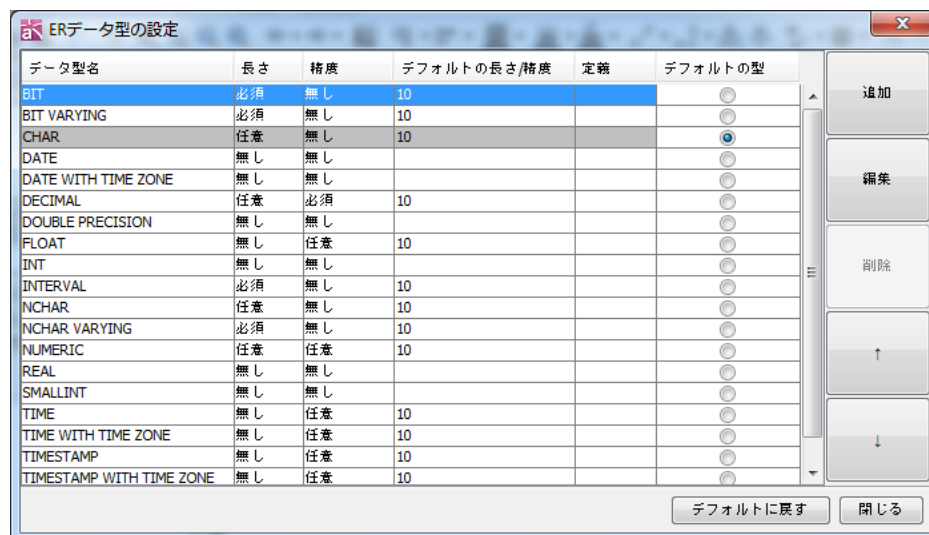 ERデータ型の設定
データ型名 長さ 精度 デフォルトの長さ/精度 定義 デフォルトの型
BIT 必須 無し 10
BIT VARYING 必須 無し 10
CHAR 任意 無し 10
DATE 無し 無し
DATE WITH TIME ZONE 無し 無し
DECIMAL 任意 必須 10
DOUBLE PRECISION 無し 無し
FLOAT 無し 任意 10
INT 無し 無し
INTERVAL 必須 無し 10
NCHAR 任意 無し 10
NCHAR VARYING 必須 無し 10
NUMERIC 任意 任意 10
REAL 無し 無し
SMALLINT 無し 無し
TIME 無し 任意 10
TIME WITH TIME ZONE 無し 任意 10
TIMESTAMP 無し 任意 10
TIMESTAMP WITH TIME ZONE 無し 任意 10
追加
編集
削除
↑
↓
デフォルトに戻す 閉じる